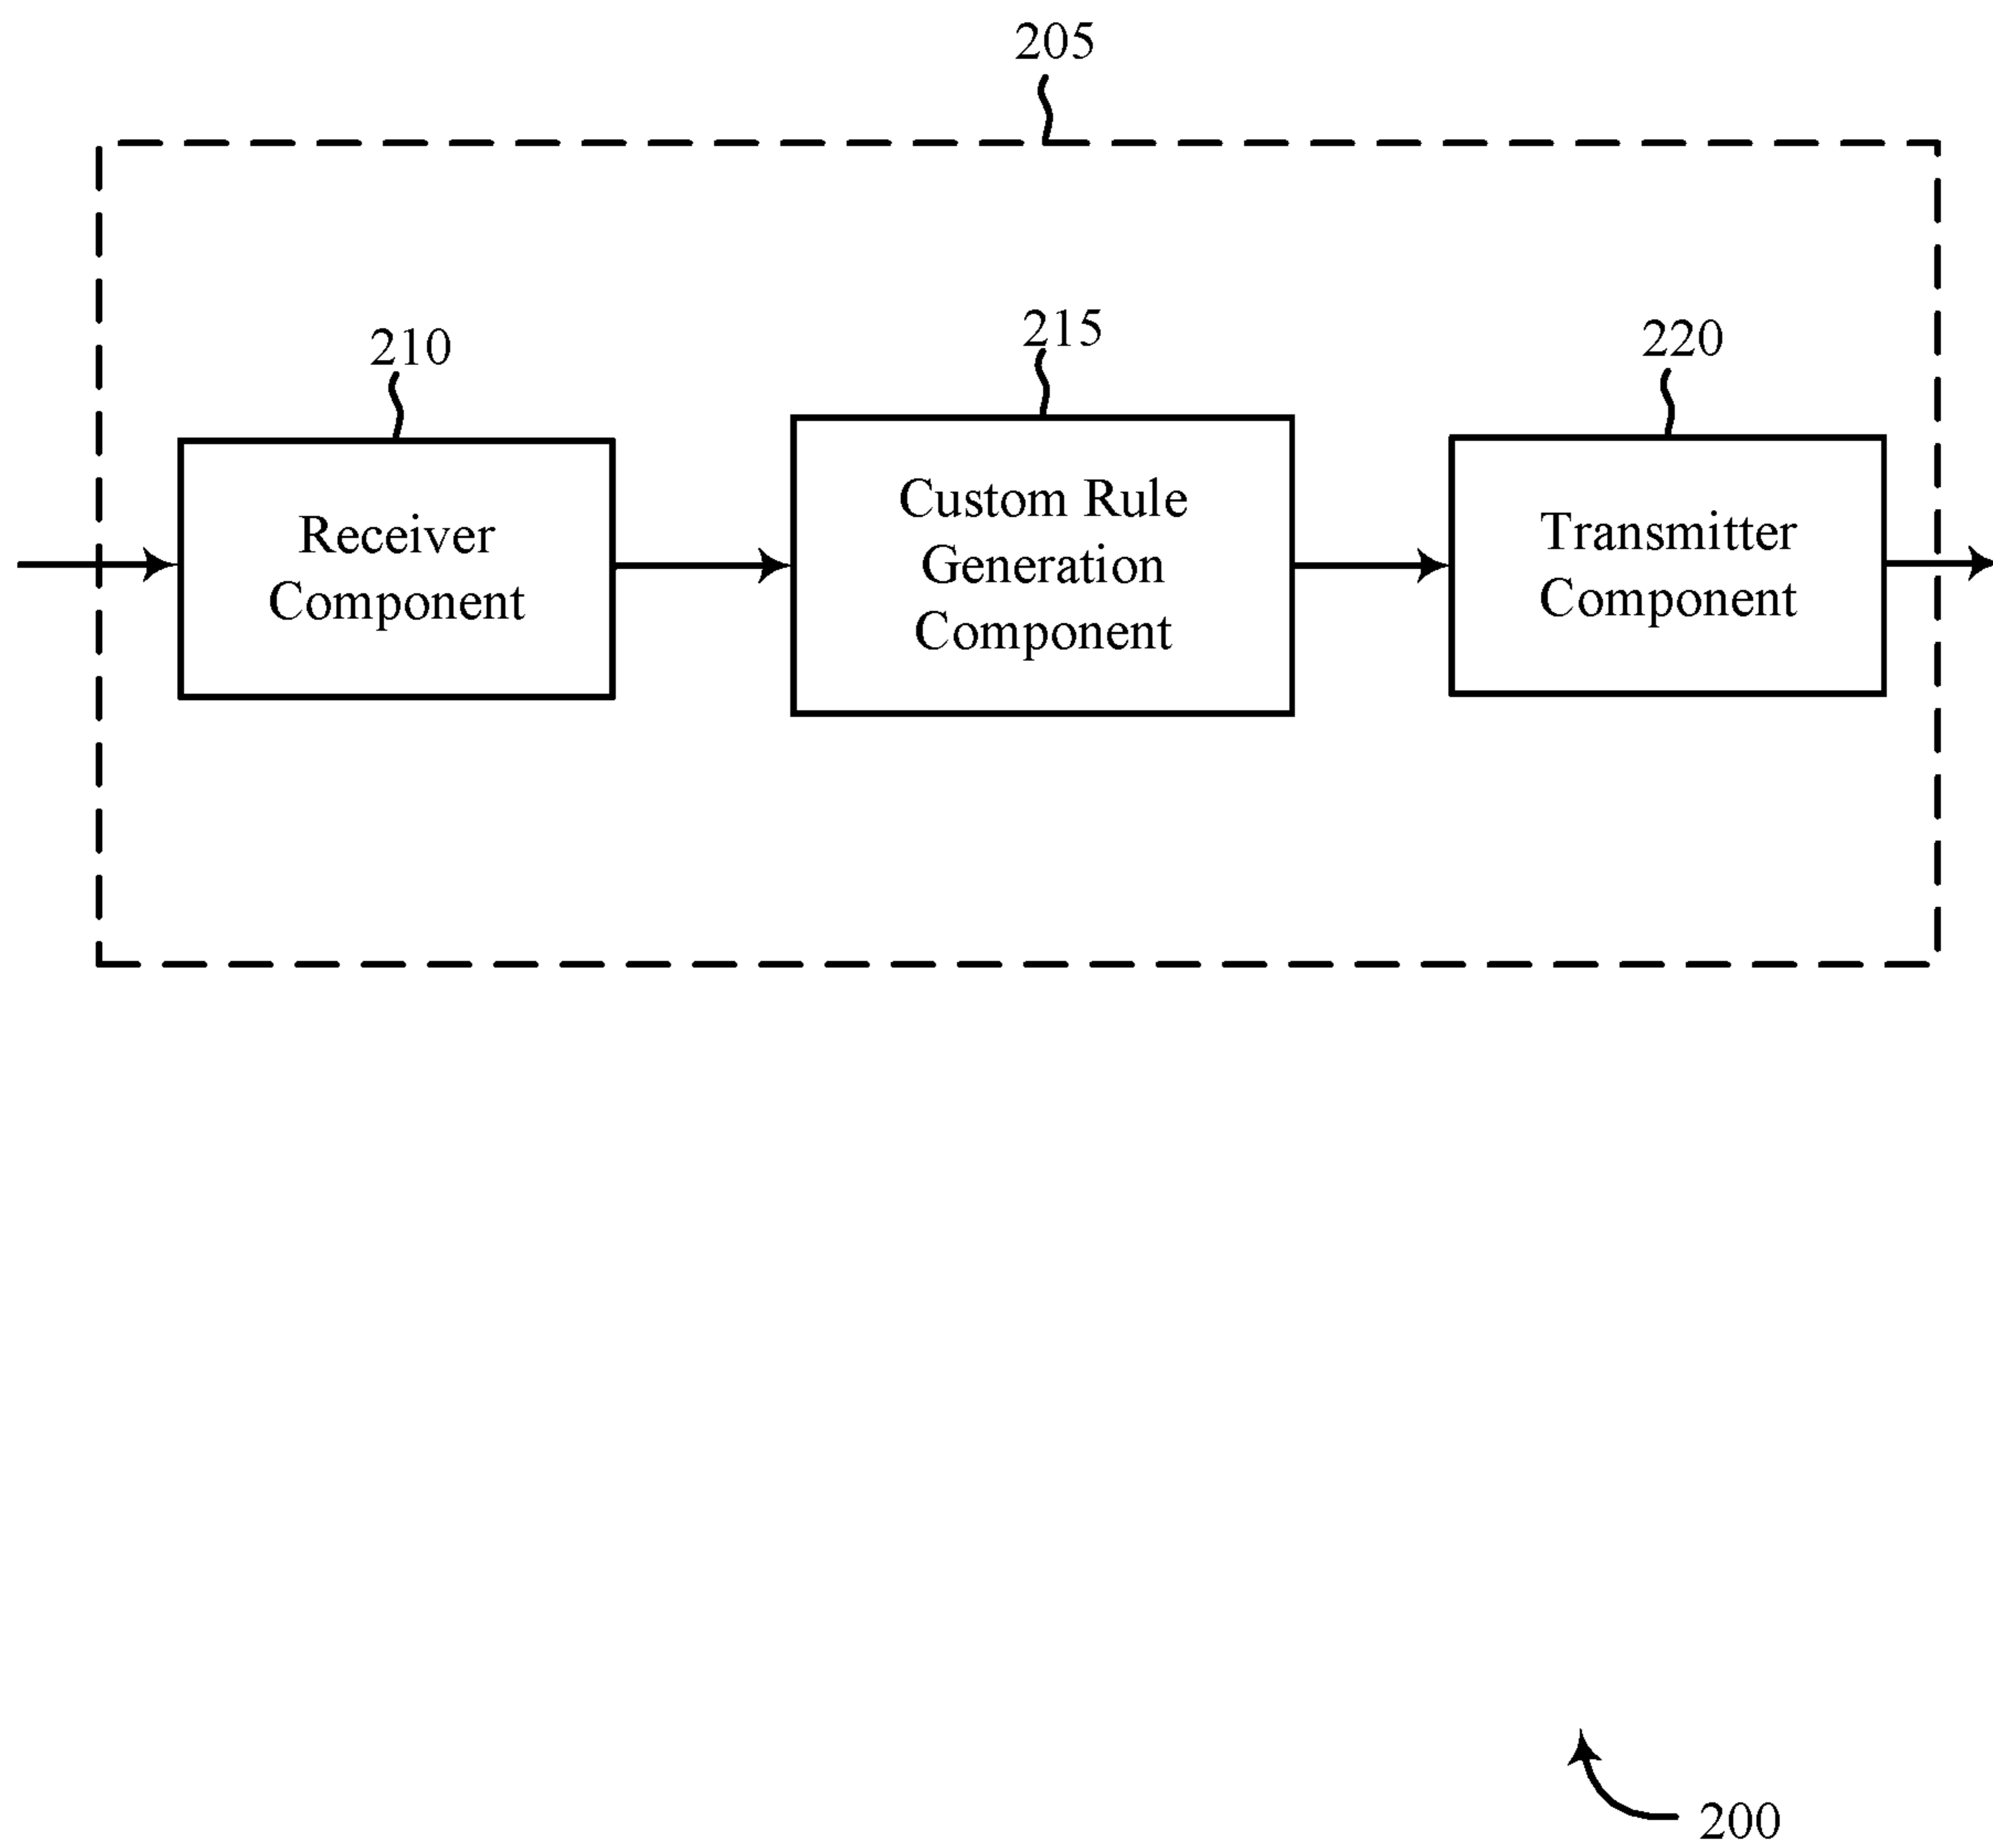 205
210
215
220
Receiver
Component
Custom Rule
Generation
Component
Transmitter
Component
200